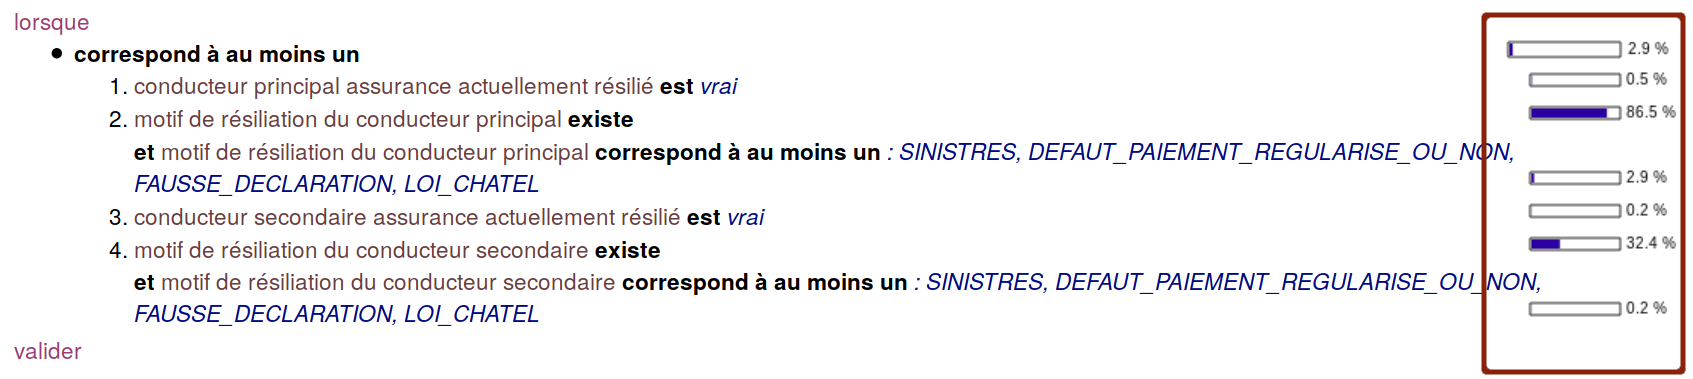 lorsque
• correspond à au moins un 2.9 %
1. conducteur principal assurance actuellement résilié est vrai 0.5 %
2. motif de résiliation du conducteur principal existe 86.5 %
et motif de résiliation du conducteur principal correspond à au moins un : SINISTRES, DEFAUT_PAIEMENT_REGULARISE_OU_NON,
FAUSSE_DECLARATION, LOI_CHATEL 2.9 %
3. conducteur secondaire assurance actuellement résilié est vrai 0.2 %
4. motif de résiliation du conducteur secondaire existe 32.4 %
et motif de résiliation du conducteur secondaire correspond à au moins un : SINISTRES, DEFAUT_PAIEMENT_REGULARISE_OU_NON,
FAUSSE_DECLARATION, LOI_CHATEL 0.2 %
valider